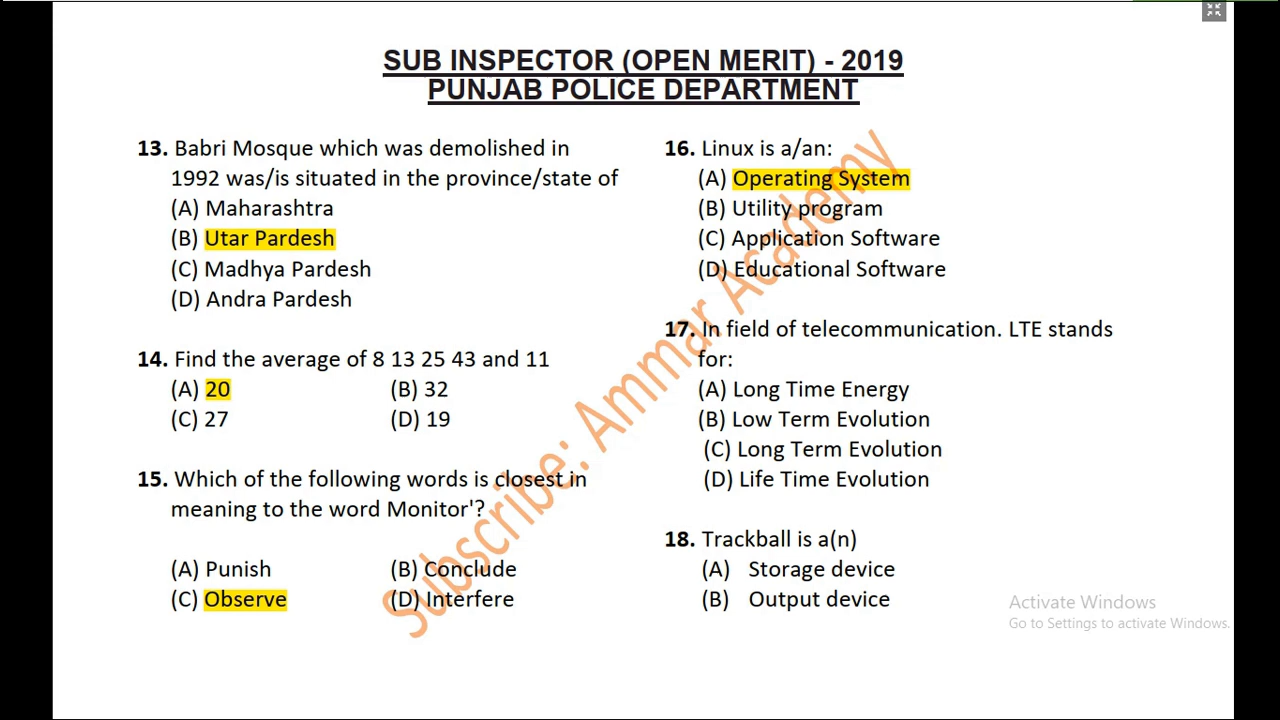 SUB INSPECTOR (OPEN MERIT) - 2019
PUNJAB POLICE DEPARTMENT
13. Babri Mosque which was demolished in
1992 was/is situated in the province/state of
(A) Maharashtra
(B) Utar Pardesh
(C) Madhya Pardesh
(D) Andra Pardesh
14. Find the average of 8 13 25 43 and 11
(A) 20 (B) 32
(C) 27 (D) 19
15. Which of the following words is closest in
meaning to the word Monitor'?
(A) Punish (B) Conclude
(C) Observe (D) Interfere
16. Linux is a/an:
(A) Operating System
(B) Utility program
(C) Application Software
(D) Educational Software
17. In field of telecommunication. LTE stands
for:
(A) Long Time Energy
(B) Low Term Evolution
(C) Long Term Evolution
(D) Life Time Evolution
18. Trackball is a(n)
(A) Storage device
(B) Output device
Subscribe: Ammar Academy
Activate Windows
Go to Settings to activate Windows.